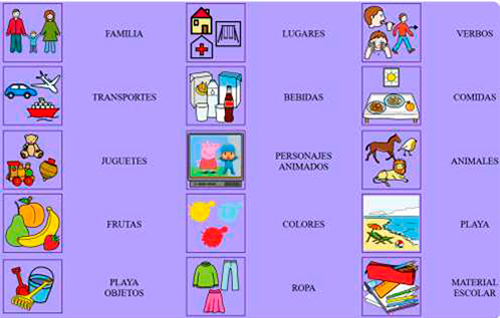 FAMILIA
LUGARES
VERBOS
TRANSPORTES
BEBIDAS
COMIDAS
JUGUETES
PERSONAJES
ANIMADOS
ANIMALES
FRUTAS
COLORES
PLAYA
PLAYA
OBJETOS
ROPA
MATERIAL
ESCOLAR